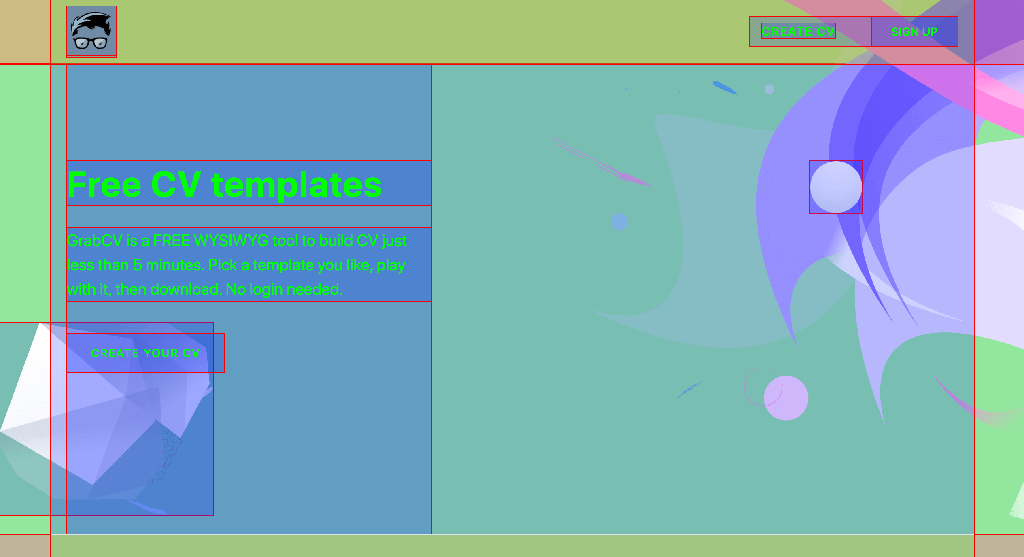 CREATE CV
SIGN UP
Free CV templates
GrabCV is a FREE WYSIWYG tool to build CV just
less than 5 minutes. Pick a template you like, play
with it, then download. No login needed.
CREATE YOUR CV